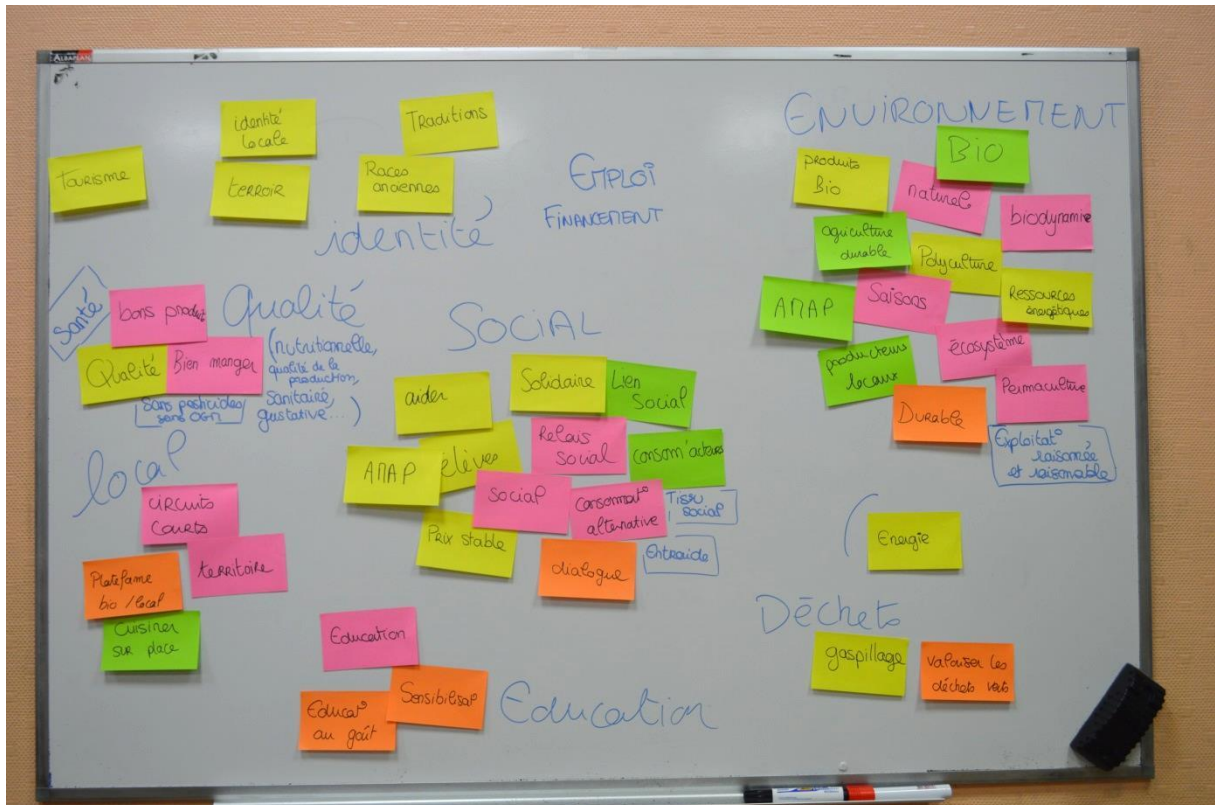 ALBAPLAN
identité
locale
TRaditions
Tourisme
terroir
Races
anciennes
identité
EMPLOI
FINANCEMENT
ENVIRONNEMENT
BIO
produits
Bio
naturel
biodynamie
agriculture
durable
Polyculture
Ressources
énergétiques
AMAP
Saisons
écosystème
producteurs
locaux
Permaculture
Durable
Exploitat°
raisonnée
et raisonnable
Santé
bons produit
Qualité
Qualité
Bien manger
(nutritionnelle,
qualité de la
production,
sanitaire,
gustative...)
Sans pesticides
sans OGM
SOCIAL
aider
Solidaire
Lien
Social
Relais
social
consom'acteurs
AMAP
élèves
social
Consommat°
alternative
Tissu
social
Prix stable
dialogue
Entraide
local
circuits
courts
territoire
Plateforme
bio / local
Cuisiner
sur place
Education
Sensibilisat°
Educat°
au goût
Education
Energie
Déchets
gaspillage
Valoriser les
déchets verts